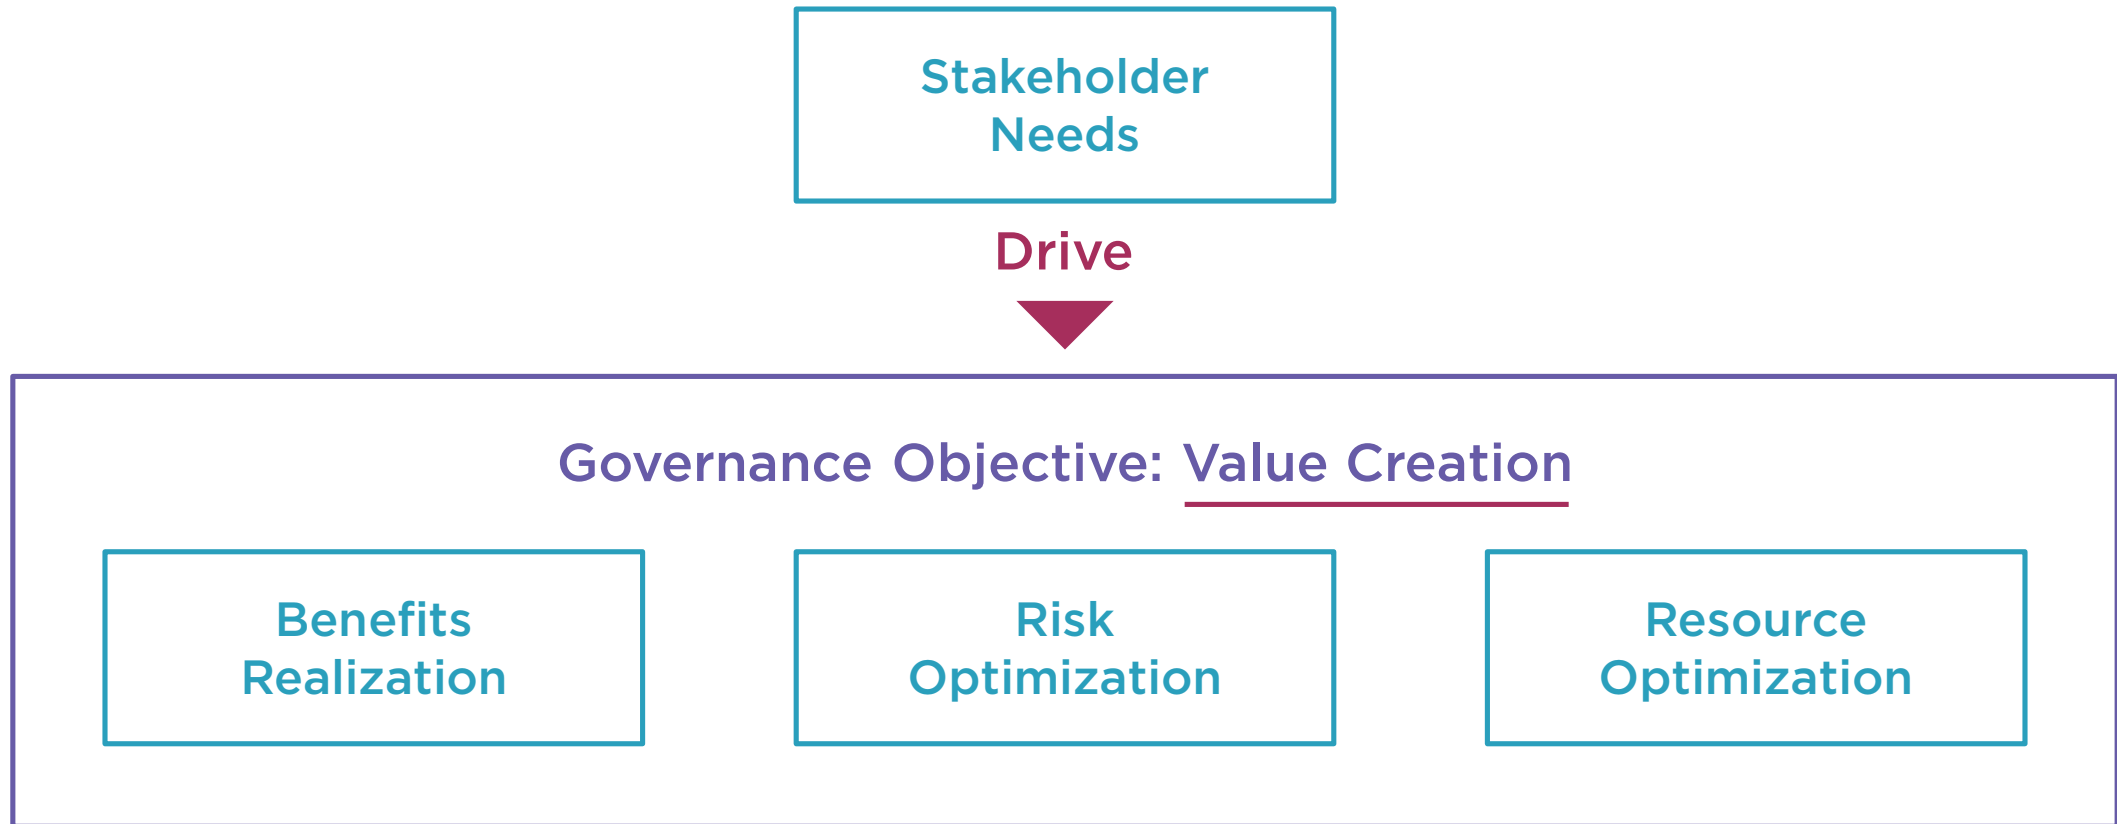 Stakeholder
Needs
Drive
Governance Objective: Value Creation
Benefits
Realization
Risk
Optimization
Resource
Optimization